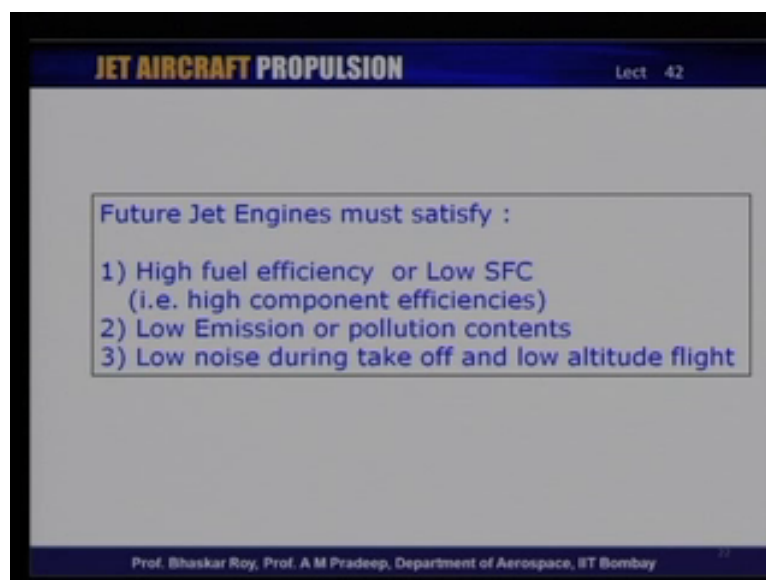 JET AIRCRAFT PROPULSION
Lect 42
Future Jet Engines must satisfy :
1) High fuel efficiency or Low SFC
(i.e. high component efficiencies)
2) Low Emission or pollution contents
3) Low noise during take off and low altitude flight
Prof. Bhaskar Roy, Prof. A M Pradeep, Department of Aerospace, IIT Bombay